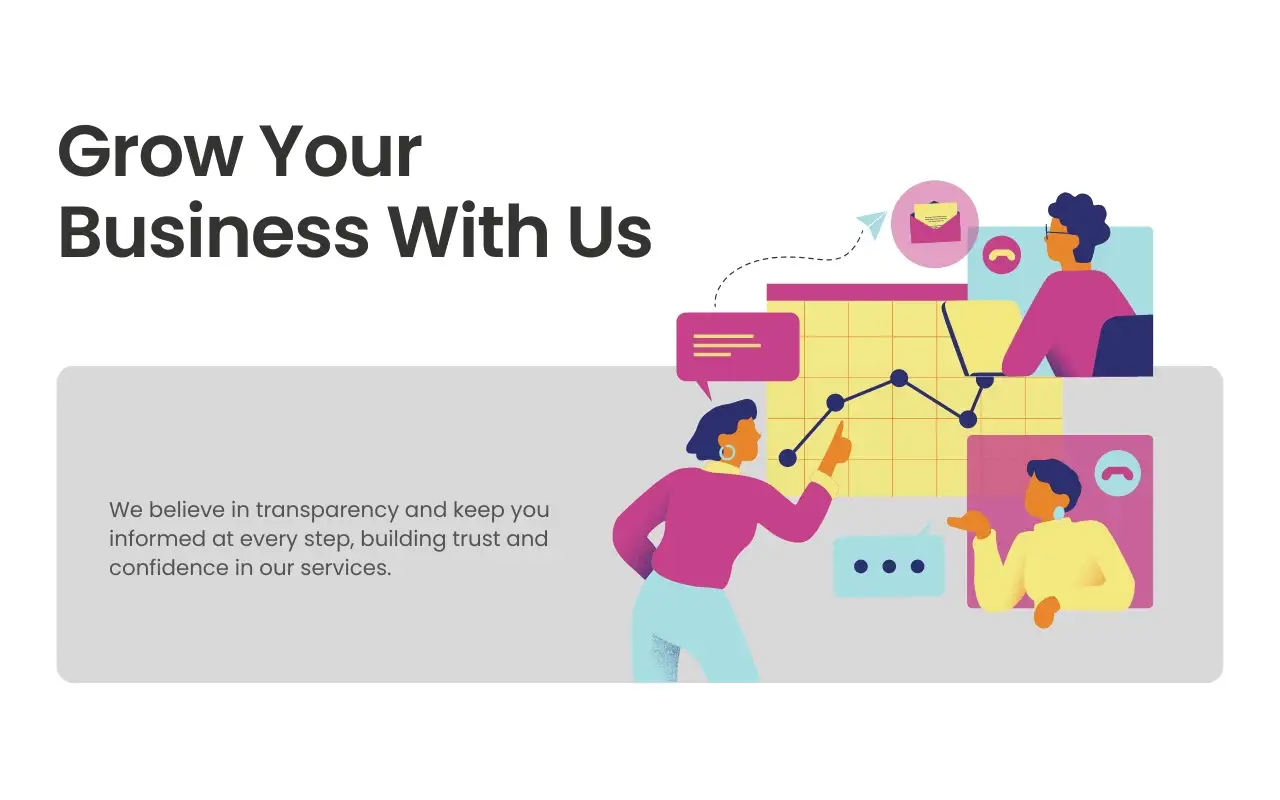 Grow Your
Business With Us
We believe in transparency and keep you
informed at every step, building trust and
confidence in our services.